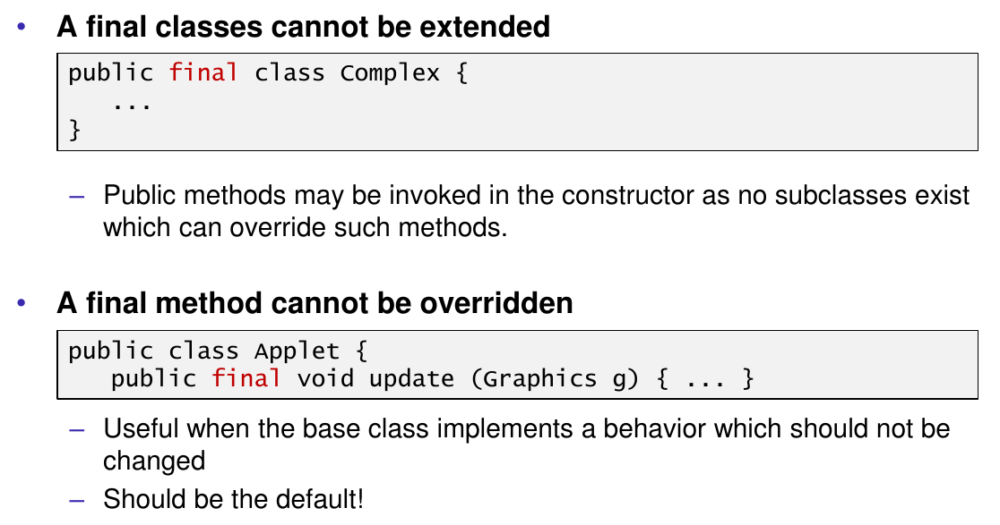 • A final classes cannot be extended
public final class Complex {
...
}
– Public methods may be invoked in the constructor as no subclasses exist
which can override such methods.
• A final method cannot be overridden
public class Applet {
public final void update (Graphics g) { ... }
– Useful when the base class implements a behavior which should not be
changed
– Should be the default!